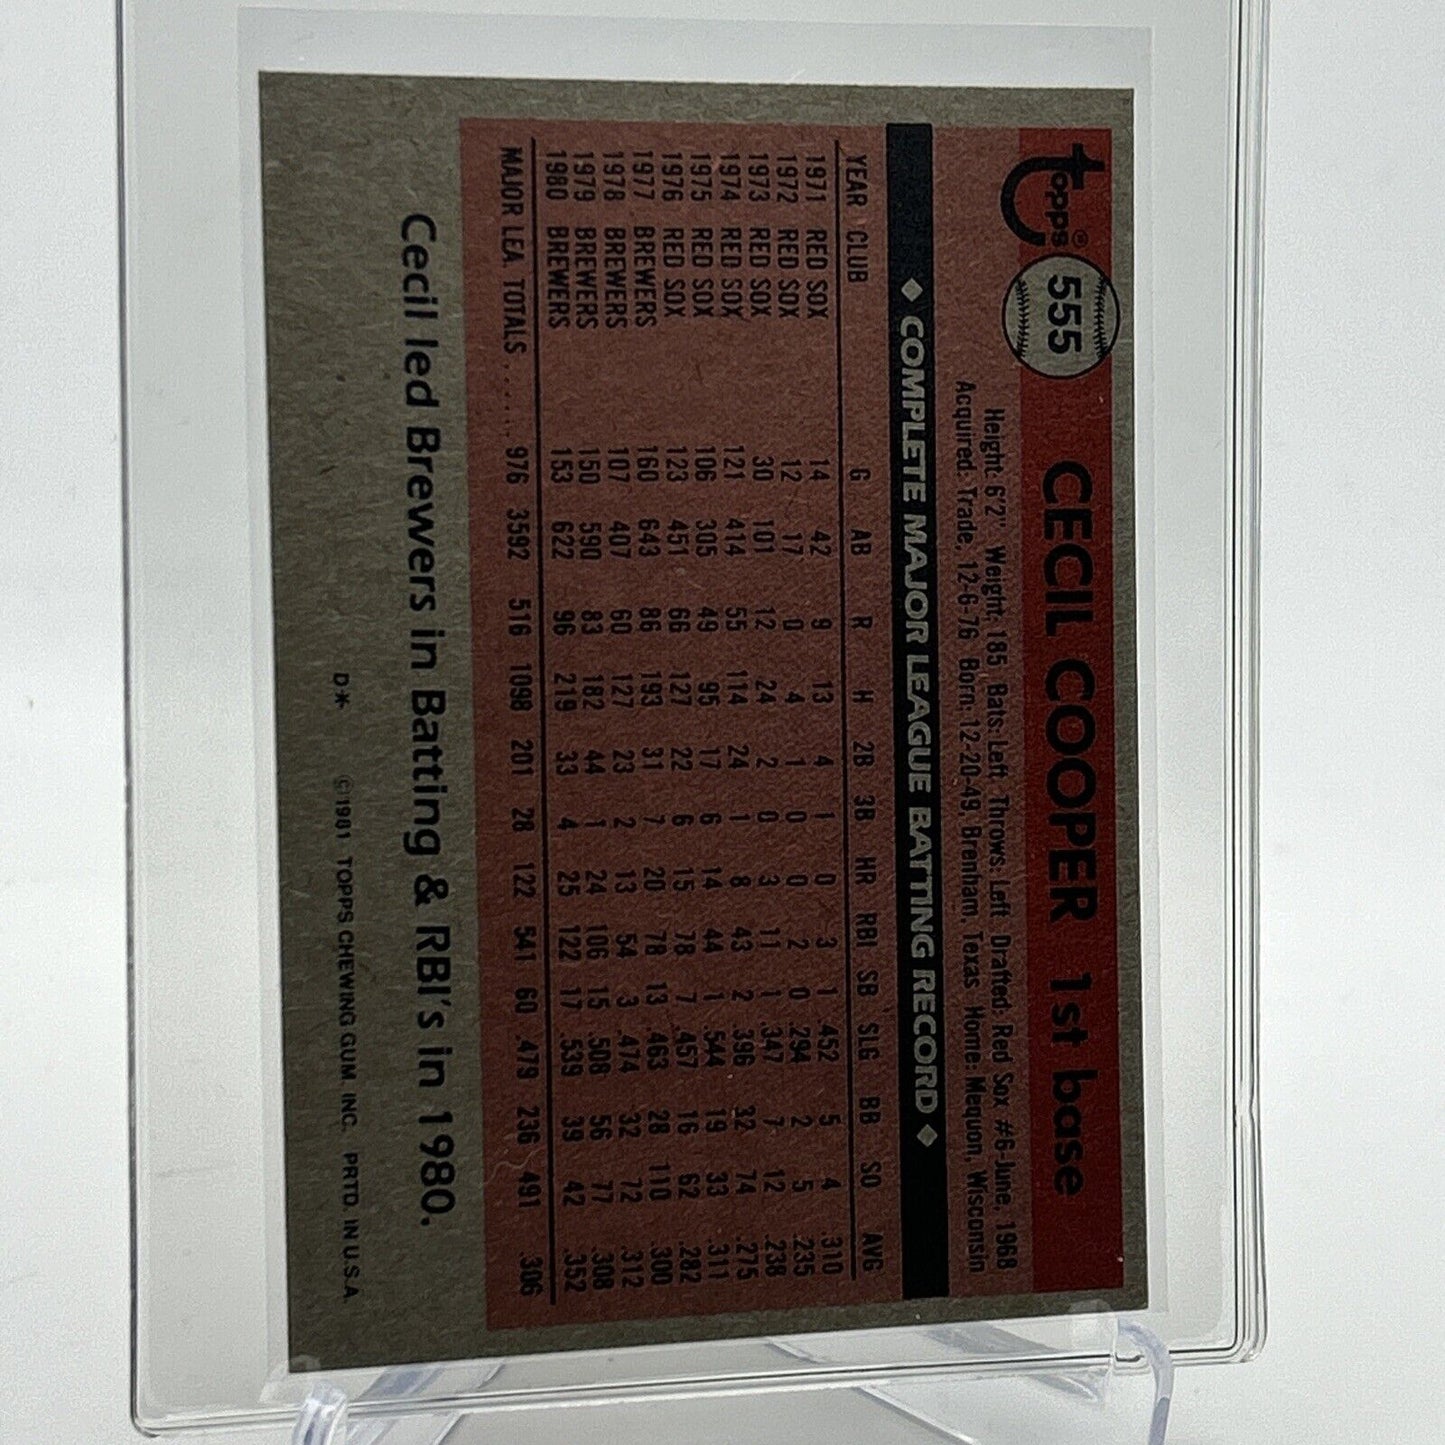 topps® 555 CECIL COOPER 1st base
Height: 6'2" Weight: 185 Bats: Left Throws: Left Drafted: Red Sox #6-June, 1968
Acquired: Trade, 12-6-76 Born: 12-20-49, Brenham, Texas Home: Mequon, Wisconsin
◆ COMPLETE MAJOR LEAGUE BATTING RECORD ◆
YEAR CLUB G AB R H 2B 3B HR RBI SB SLG BB SO AVG
1971 RED SOX 14 42 9 13 4 1 0 3 1 .452 5 4 .310
1972 RED SOX 12 17 0 4 1 0 0 2 0 .294 2 5 .235
1973 RED SOX 30 101 12 24 2 0 3 11 1 .347 7 12 .238
1974 RED SOX 121 414 55 114 24 1 8 43 2 .396 32 74 .275
1975 RED SOX 106 305 49 95 17 6 14 44 1 .544 19 33 .311
1976 RED SOX 123 451 66 127 22 6 15 78 7 .457 16 62 .282
1977 BREWERS 160 643 86 193 31 7 20 78 13 .463 28 110 .300
1978 BREWERS 107 407 60 127 23 2 13 54 3 .474 32 72 .312
1979 BREWERS 150 590 83 182 44 1 24 106 15 .508 56 77 .308
1980 BREWERS 153 622 96 219 33 4 25 122 17 .539 39 42 .352
MAJOR LEA. TOTALS ....... 976 3592 516 1098 201 28 122 541 60 .479 236 491 .306
Cecil led Brewers in Batting & RBI's in 1980.
D* ©1981 TOPPS CHEWING GUM, INC. PRTD. IN U.S.A.